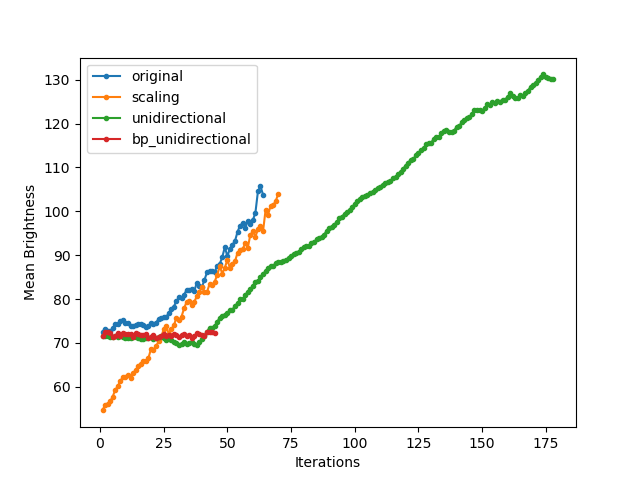 original
scaling
unidirectional
bp_unidirectional
130
120
110
100
90
80
70
60
Mean Brightness
0 25 50 75 100 125 150 175
Iterations